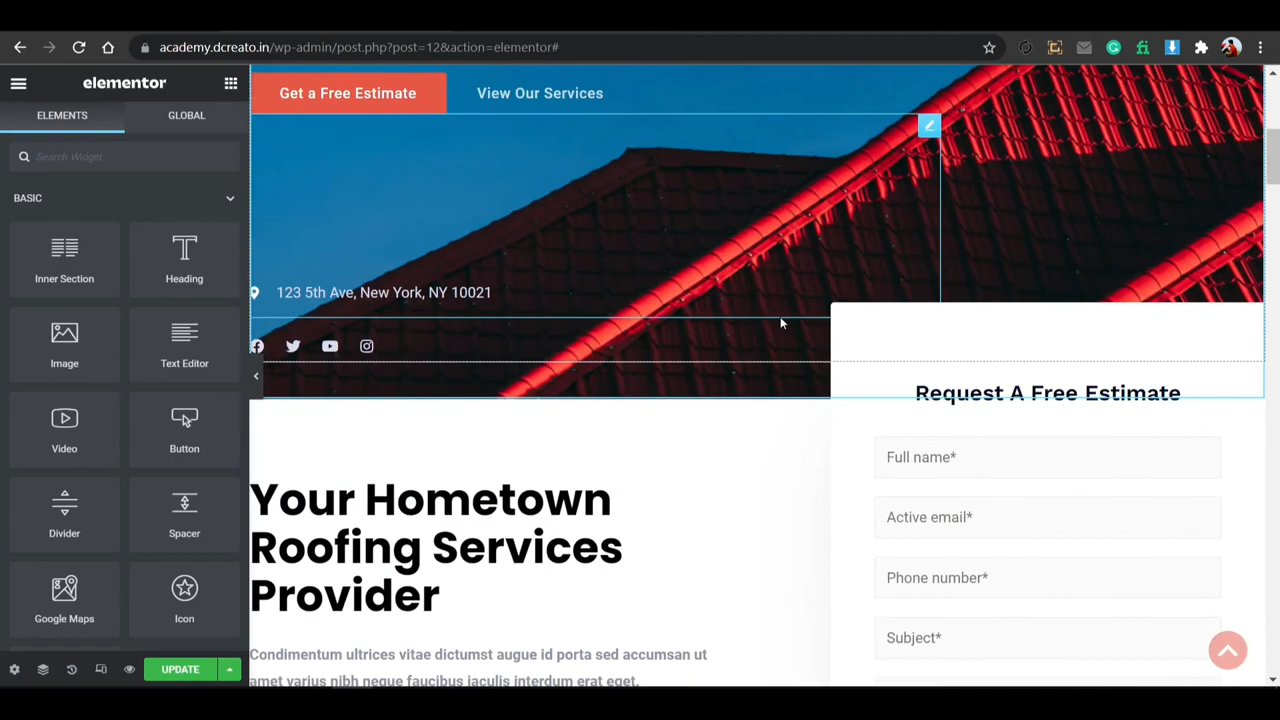 academy.dcreato.in/wp-admin/post.php?post=12&action=elementor#
elementor
ELEMENTS
GLOBAL
Search Widget
BASIC
Inner Section
Heading
Image
Text Editor
Video
Button
Divider
Spacer
Google Maps
Icon
UPDATE
Get a Free Estimate
View Our Services
123 5th Ave, New York, NY 10021
Your Hometown
Roofing Services
Provider
Condimentum ultrices vitae dictumst augue id porta sed accumsan ut
amet varius nibh neque faucibus iaculis interdum erat eget.
Request A Free Estimate
Full name*
Active email*
Phone number*
Subject*